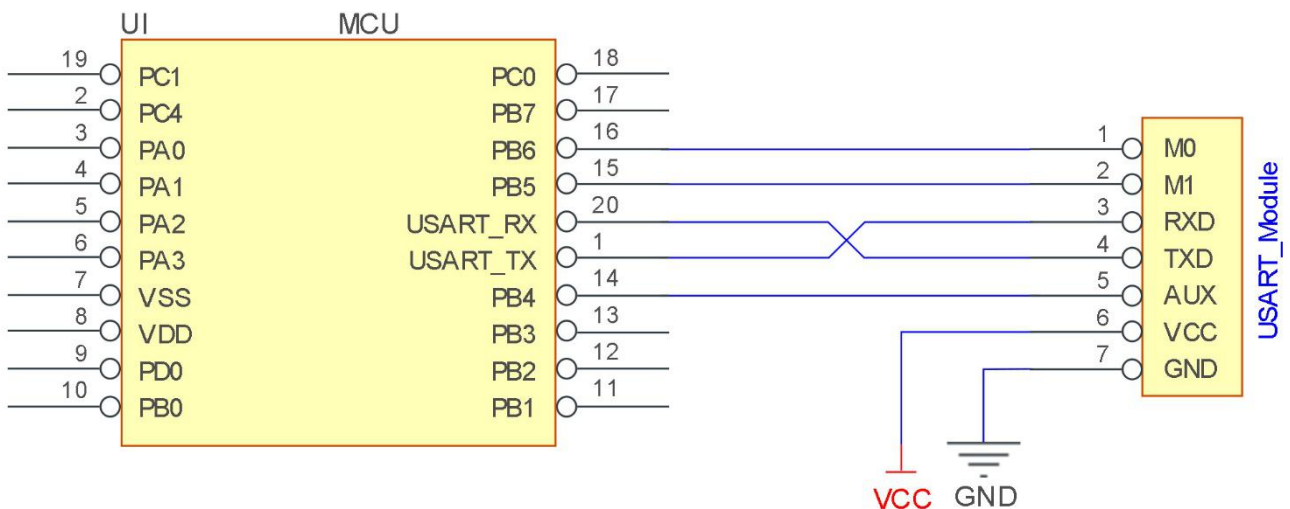 UI MCU
19 PC1 PC0 18
2 PC4 PB7 17
3 PA0 PB6 16 1 M0
4 PA1 PB5 15 2 M1
5 PA2 USART_RX 20 3 RXD
6 PA3 USART_TX 1 4 TXD
7 VSS PB4 14 5 AUX
8 VDD PB3 13 6 VCC
9 PD0 PB2 12 7 GND
10 PB0 PB1 11
USART_Module
VCC GND